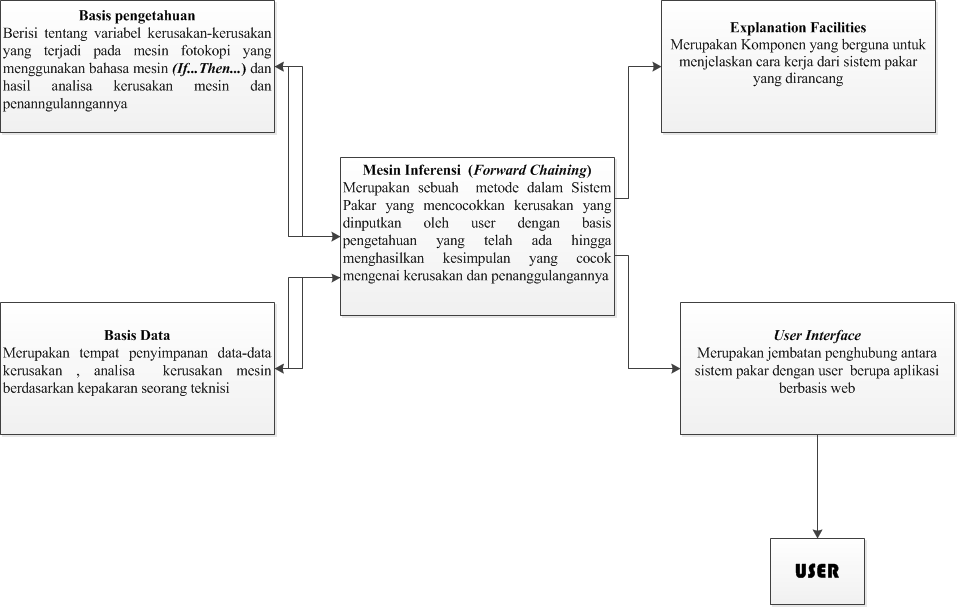 Basis pengetahuan
Berisi tentang variabel kerusakan-kerusakan
yang terjadi pada mesin fotokopi yang
menggunakan bahasa mesin (If...Then...) dan
hasil analisa kerusakan mesin dan
penanngulanngannya
Explanation Facilities
Merupakan Komponen yang berguna untuk
menjelaskan cara kerja dari sistem pakar
yang dirancang
Mesin Inferensi (Forward Chaining)
Merupakan sebuah metode dalam Sistem
Pakar yang mencocokkan kerusakan yang
dinputkan oleh user dengan basis
pengetahuan yang telah ada hingga
menghasilkan kesimpulan yang cocok
mengenai kerusakan dan penanggulangannya
Basis Data
Merupakan tempat penyimpanan data-data
kerusakan , analisa kerusakan mesin
berdasarkan kepakaran seorang teknisi
User Interface
Merupakan jembatan penghubung antara
sistem pakar dengan user berupa aplikasi
berbasis web
USER